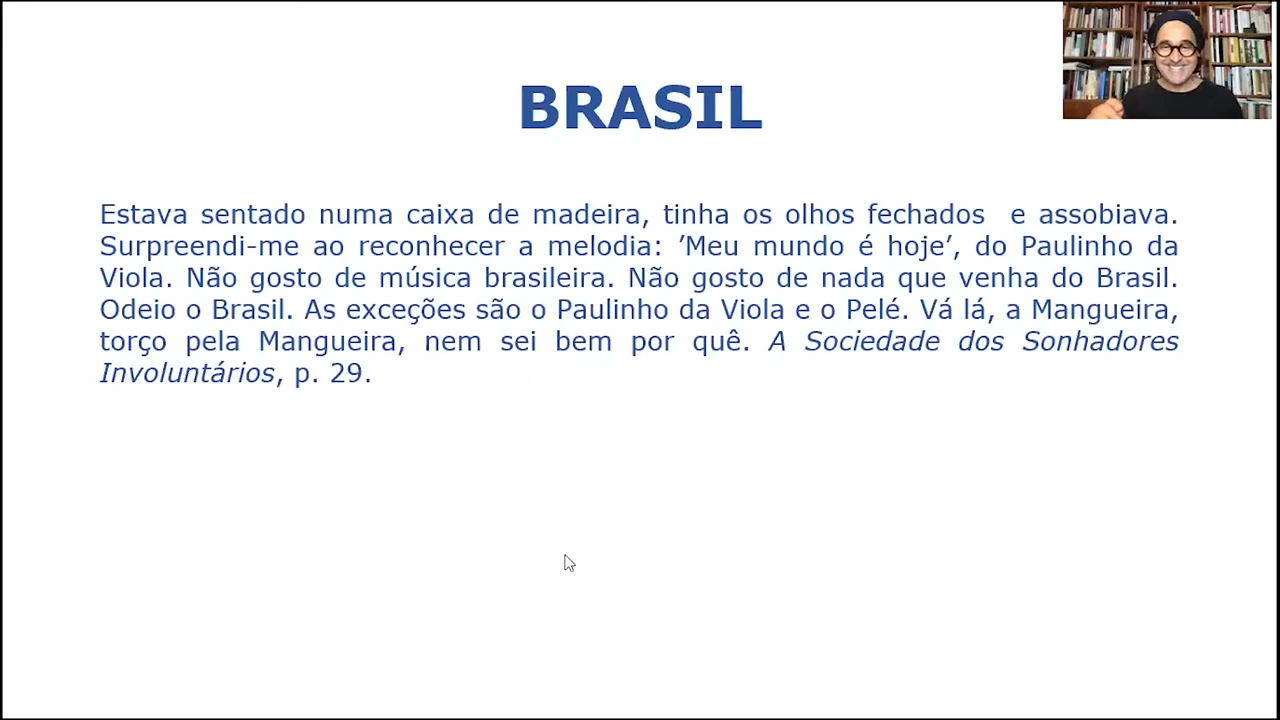 BRASIL
Estava sentado numa caixa de madeira, tinha os olhos fechados  e assobiava.
Surpreendi-me ao reconhecer a melodia: ’Meu mundo é hoje’, do Paulinho da
Viola. Não gosto de música brasileira. Não gosto de nada que venha do Brasil.
Odeio o Brasil. As exceções são o Paulinho da Viola e o Pelé. Vá lá, a Mangueira,
torço pela Mangueira, nem sei bem por quê. A Sociedade dos Sonhadores
Involuntários, p. 29.